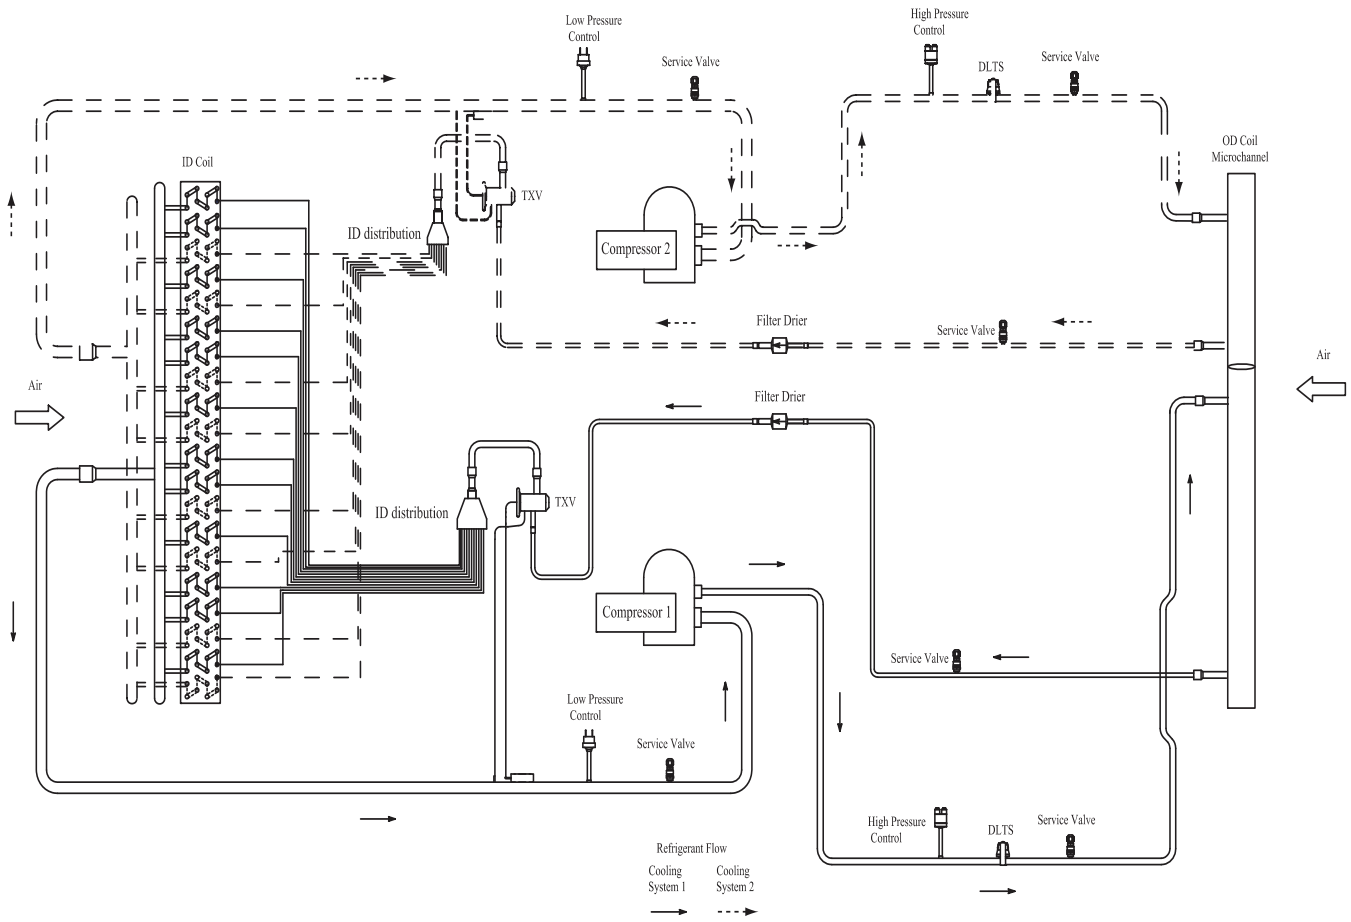 Low Pressure
Control
Service Valve
High Pressure
Control
DLTS
Service Valve
OD Coil
Microchannel
ID Coil
TXV
ID distribution
Compressor 2
Filter Drier
Service Valve
Air
Air
Filter Drier
ID distribution
TXV
Compressor 1
Service Valve
Low Pressure
Control
Service Valve
High Pressure
Control
DLTS
Service Valve
Refrigerant Flow
Cooling
System 1
Cooling
System 2